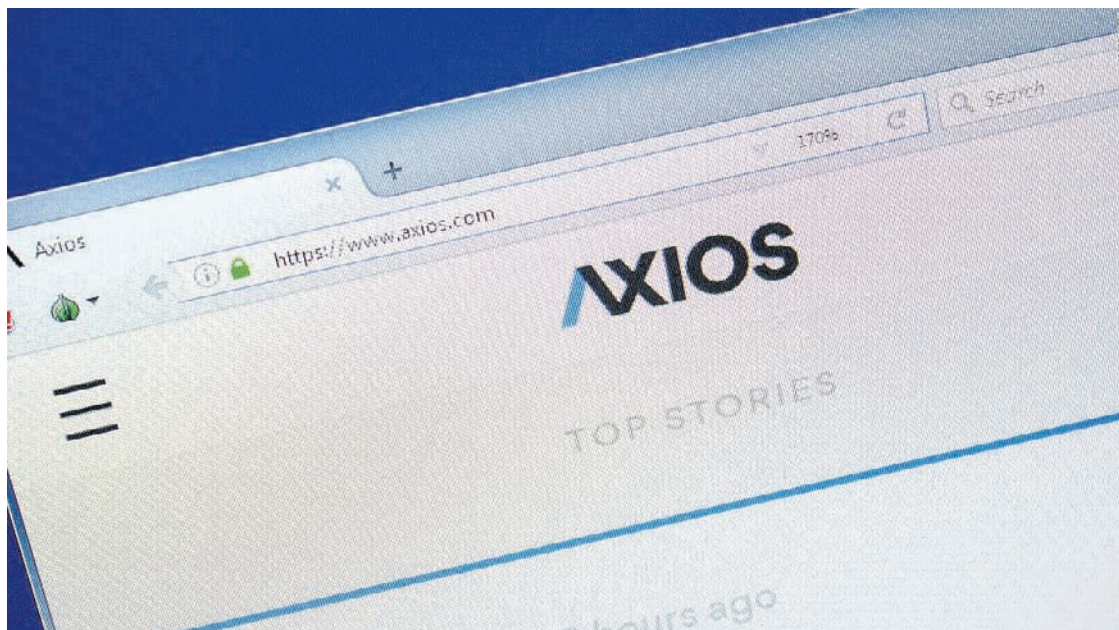 Axios
https://www.axios.com
170%
Search
AXIOS
TOP STORIES
hours ago